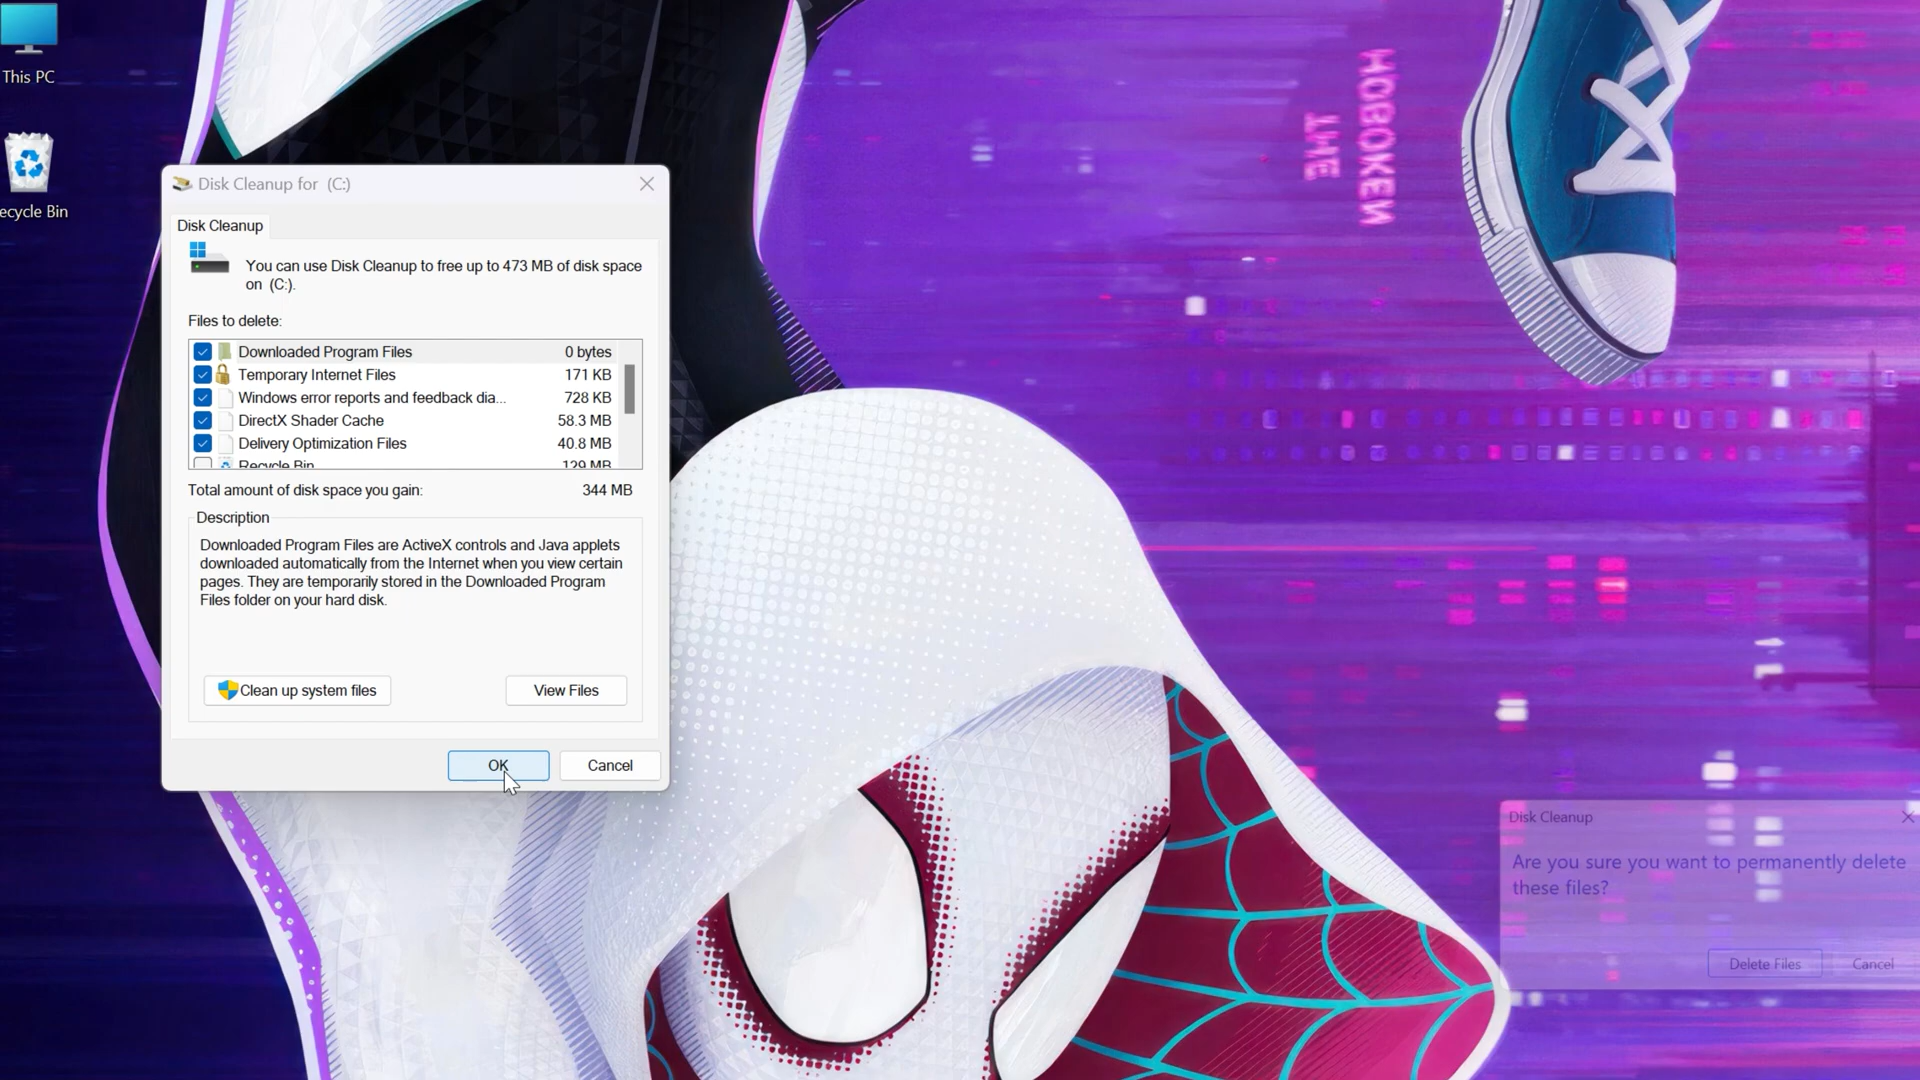 This PC
ecycle Bin
HOBOKEN
THE
Disk Cleanup for (C:)
Disk Cleanup
You can use Disk Cleanup to free up to 473 MB of disk space
on (C:).
Files to delete:
Downloaded Program Files 0 bytes
Temporary Internet Files 171 KB
Windows error reports and feedback dia... 728 KB
DirectX Shader Cache 58.3 MB
Delivery Optimization Files 40.8 MB
Recycle Bin 129 MB
Total amount of disk space you gain: 344 MB
Description
Downloaded Program Files are ActiveX controls and Java applets
downloaded automatically from the Internet when you view certain
pages. They are temporarily stored in the Downloaded Program
Files folder on your hard disk.
Clean up system files
View Files
OK
Cancel
Disk Cleanup
Are you sure you want to permanently delete
these files?
Delete Files
Cancel